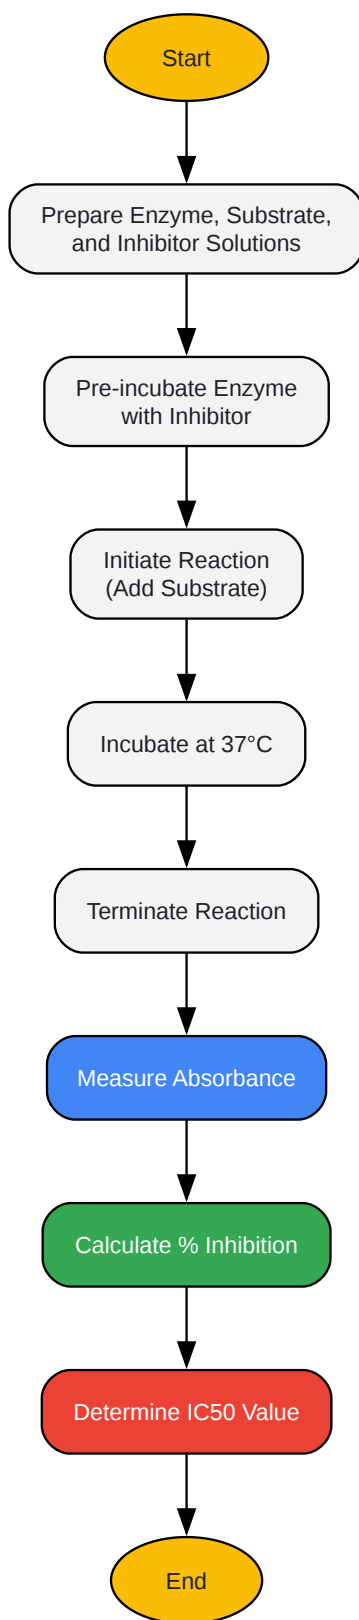 Start
Prepare Enzyme, Substrate,
and Inhibitor Solutions
Pre-incubate Enzyme
with Inhibitor
Initiate Reaction
(Add Substrate)
Incubate at 37°C
Terminate Reaction
Measure Absorbance
Calculate % Inhibition
Determine IC50 Value
End